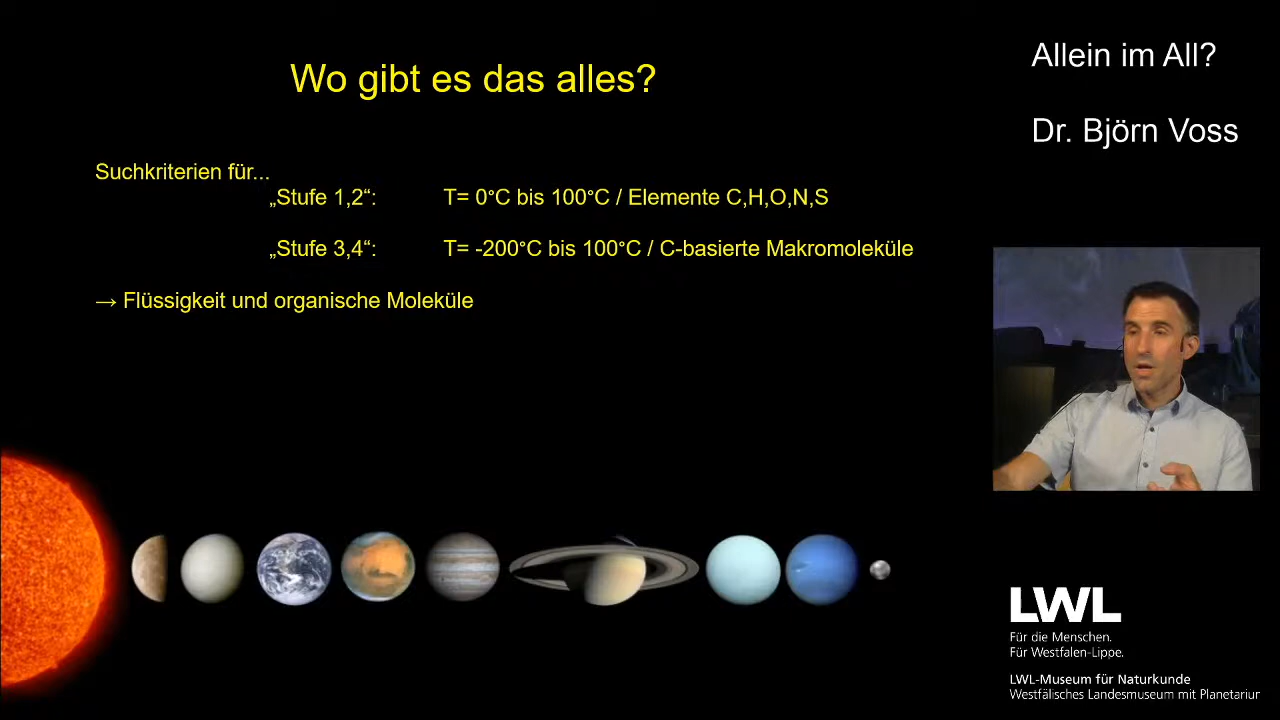 Wo gibt es das alles?
Suchkriterien für...
„Stufe 1,2“: T= 0°C bis 100°C / Elemente C,H,O,N,S
„Stufe 3,4“: T= -200°C bis 100°C / C-basierte Makromoleküle
→ Flüssigkeit und organische Moleküle
Allein im All?
Dr. Björn Voss
LWL
Für die Menschen.
Für Westfalen-Lippe.
LWL-Museum für Naturkunde
Westfälisches Landesmuseum mit Planetarium